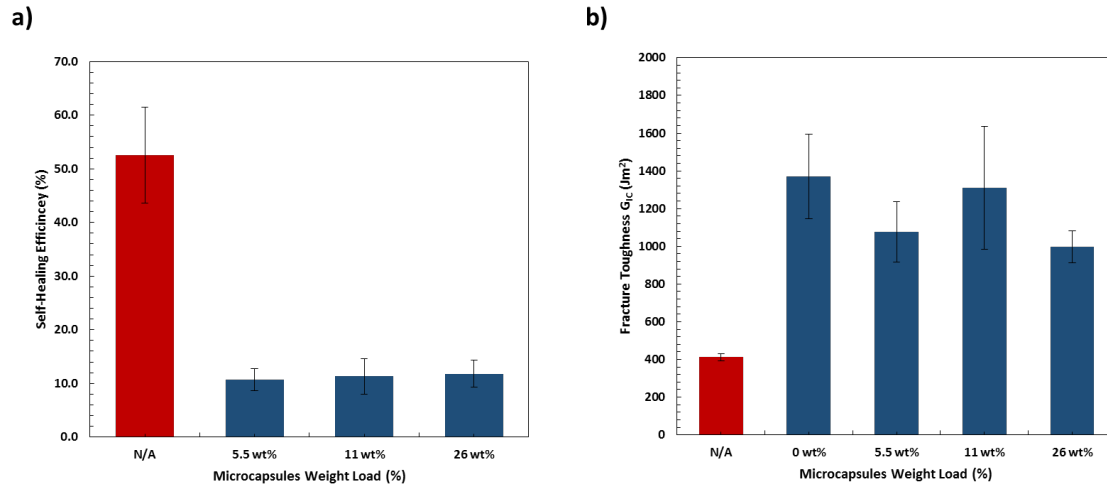 a)
70.0
60.0
50.0
40.0
30.0
20.0
10.0
0.0
Self-Healing Efficincey (%)
N/A 5.5 wt% 11 wt% 26 wt%
Microcapsules Weight Load (%)
b)
2000
1800
1600
1400
1200
1000
800
600
400
200
0
Fracture Toughness GIC (Jm²)
N/A 0 wt% 5.5 wt% 11 wt% 26 wt%
Microcapsules Weight Load (%)